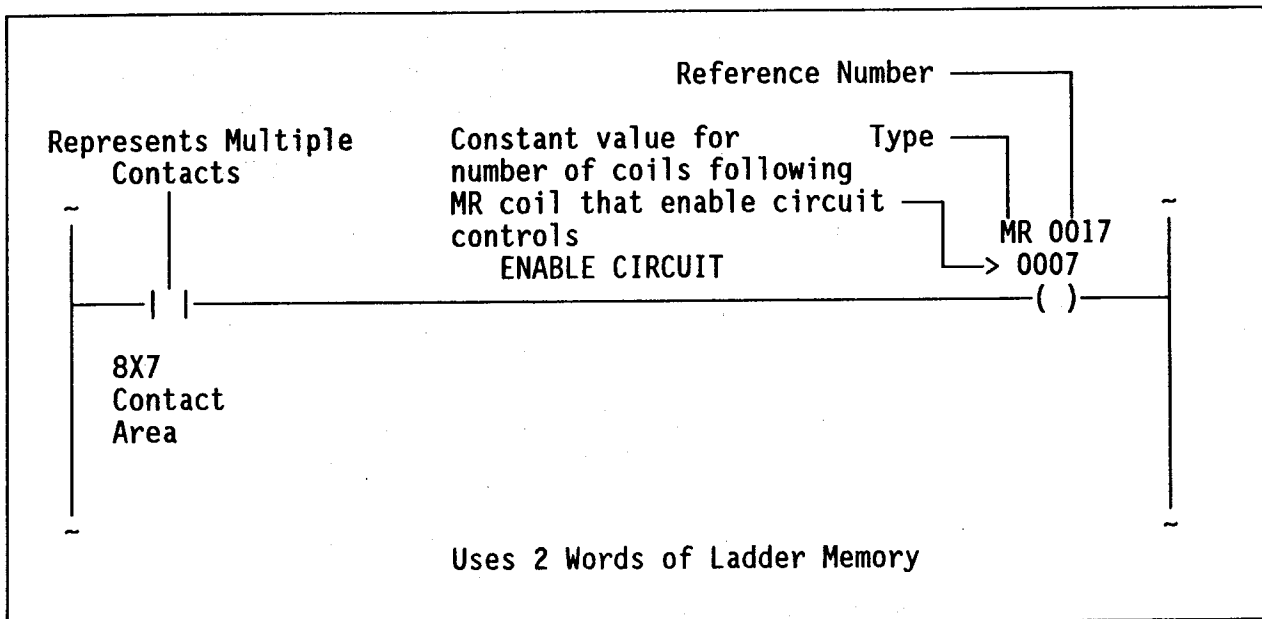 Reference Number
Represents Multiple
Contacts
Constant value for
number of coils following
MR coil that enable circuit
controls
Type
MR 0017
ENABLE CIRCUIT
> 0007
( )
8X7
Contact
Area
~
~
~
~
Uses 2 Words of Ladder Memory